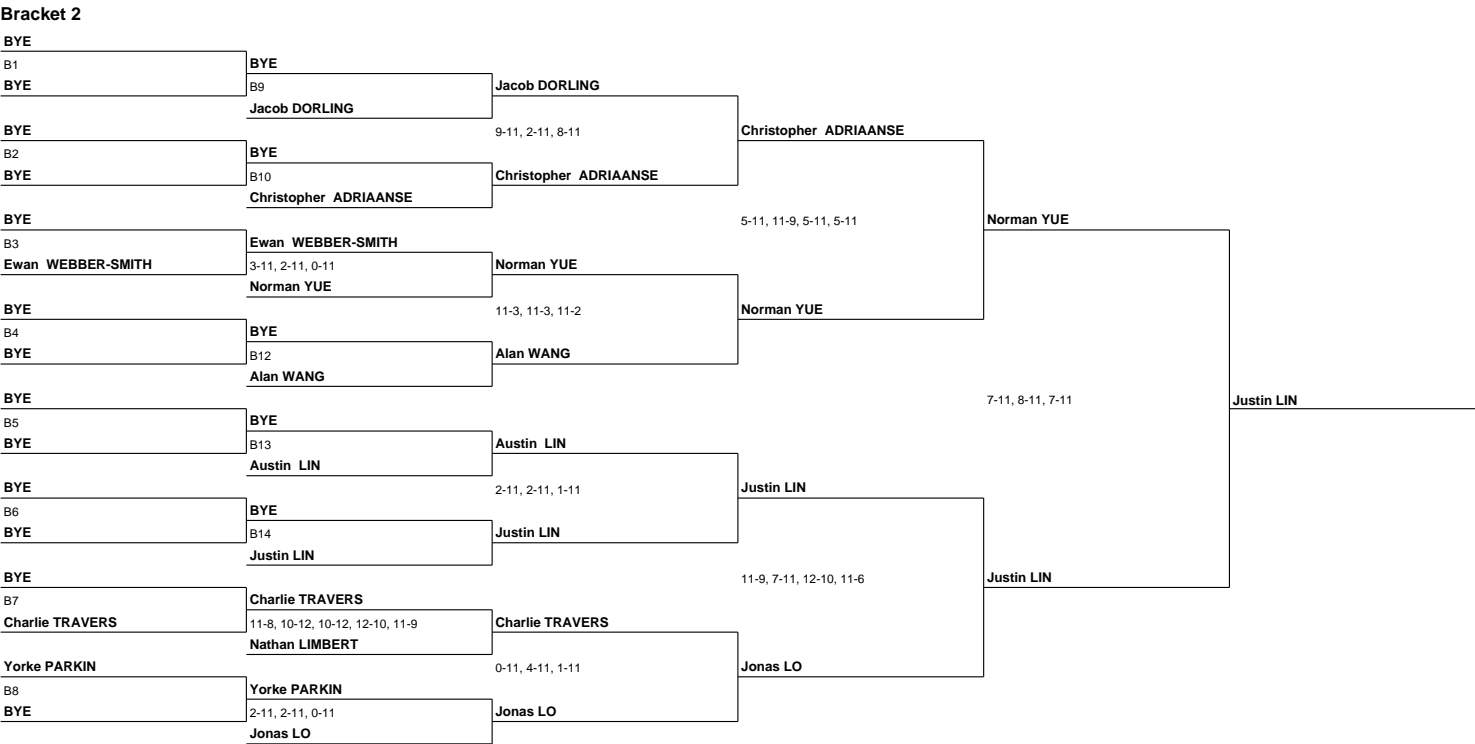 Bracket 2
BYE
B1
BYE
BYE
B9
Jacob DORLING
Jacob DORLING
9-11, 2-11, 8-11
Christopher ADRIAANSE
BYE
B2
BYE
BYE
B10
Christopher ADRIAANSE
Christopher ADRIAANSE
5-11, 11-9, 5-11, 5-11
Norman YUE
BYE
B3
Ewan WEBBER-SMITH
Ewan WEBBER-SMITH
3-11, 2-11, 0-11
Norman YUE
Norman YUE
11-3, 11-3, 11-2
Norman YUE
BYE
B4
BYE
BYE
B12
Alan WANG
Alan WANG
7-11, 8-11, 7-11
Justin LIN
BYE
B5
BYE
BYE
B13
Austin LIN
Austin LIN
2-11, 2-11, 1-11
Justin LIN
BYE
B6
BYE
BYE
B14
Justin LIN
Justin LIN
11-9, 7-11, 12-10, 11-6
Justin LIN
BYE
B7
Charlie TRAVERS
Charlie TRAVERS
11-8, 10-12, 10-12, 12-10, 11-9
Nathan LIMBERT
Charlie TRAVERS
0-11, 4-11, 1-11
Jonas LO
Yorke PARKIN
B8
BYE
Yorke PARKIN
2-11, 2-11, 0-11
Jonas LO
Jonas LO